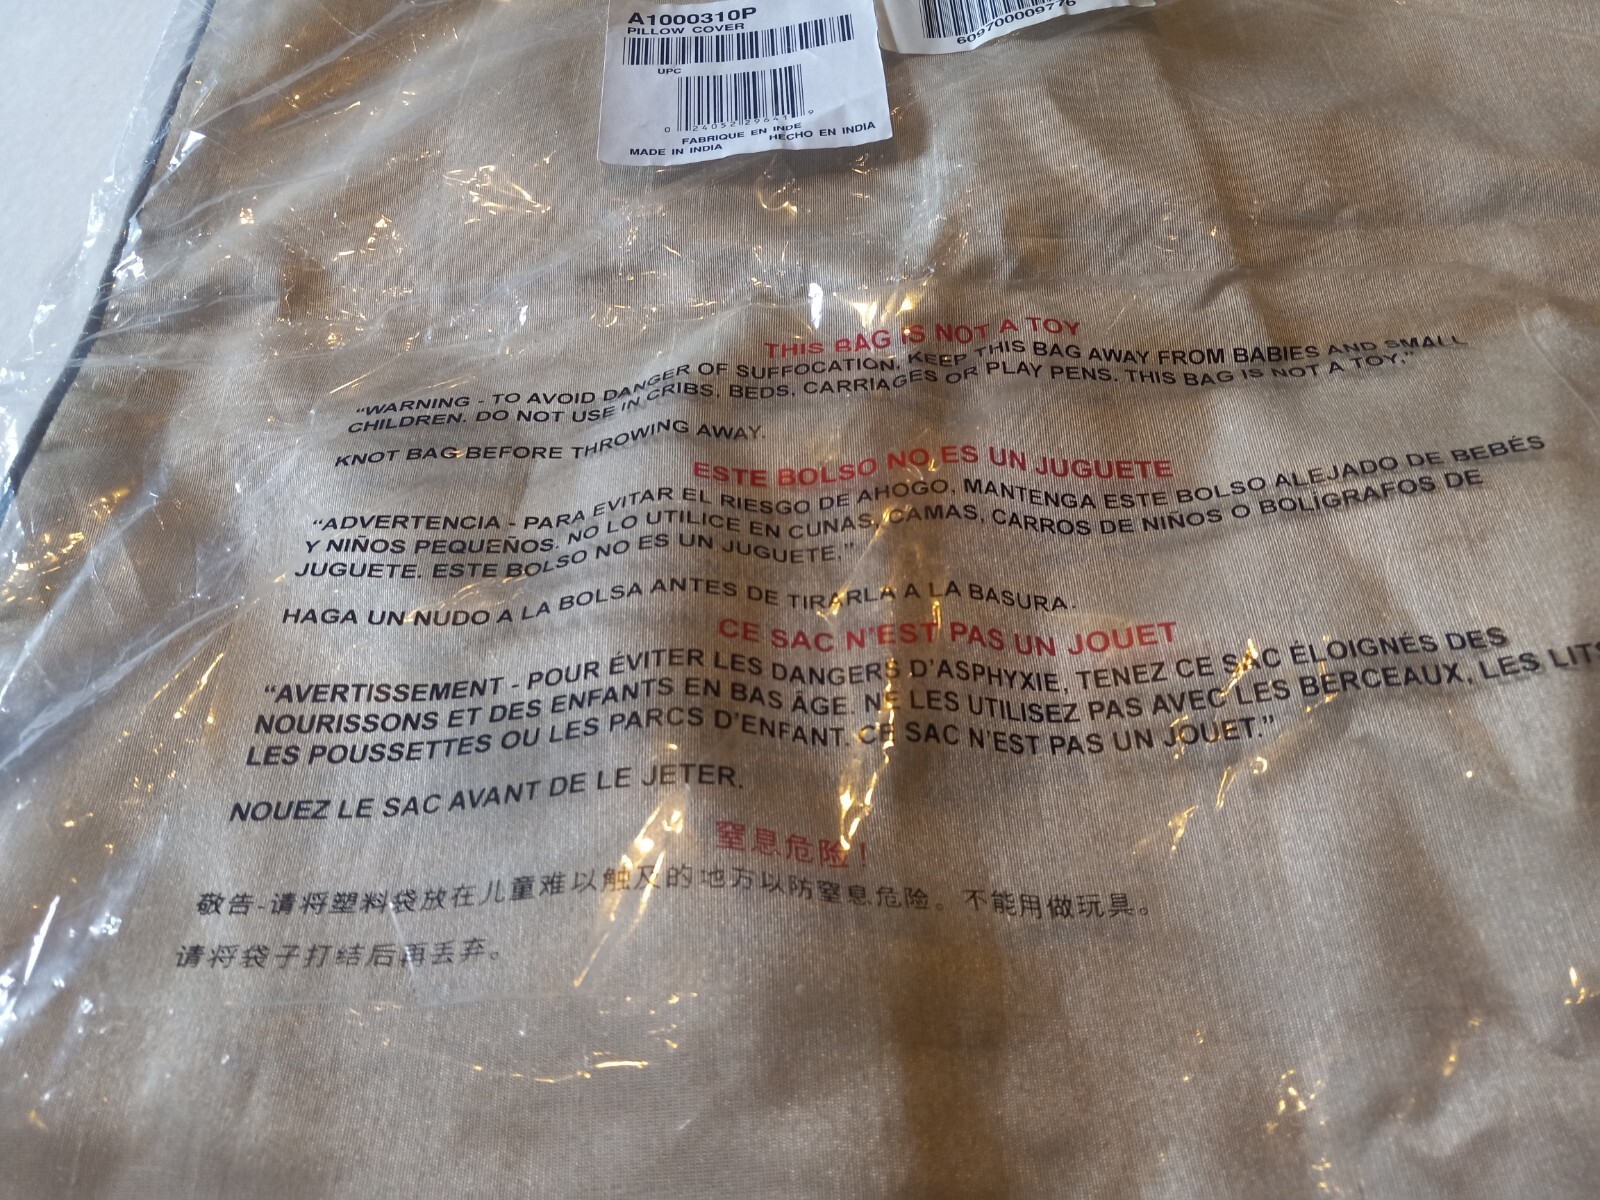 A1000310P
PILLOW COVER
UPC
FABRIQUE EN INDE
HECHO EN INDIA
MADE IN INDIA
609700009776
THIS BAG IS NOT A TOY
“WARNING - TO AVOID DANGER OF SUFFOCATION, KEEP THIS BAG AWAY FROM BABIES AND SMALL
CHILDREN. DO NOT USE IN CRIBS, BEDS, CARRIAGES OR PLAY PENS. THIS BAG IS NOT A TOY.”
KNOT BAG BEFORE THROWING AWAY.
ESTE BOLSO NO ES UN JUGUETE
“ADVERTENCIA - PARA EVITAR EL RIESGO DE AHOGO, MANTENGA ESTE BOLSO ALEJADO DE BEBÉS
Y NIÑOS PEQUEÑOS. NO LO UTILICE EN CUNAS, CAMAS, CARROS DE NIÑOS O BOLÍGRAFOS DE
JUGUETE. ESTE BOLSO NO ES UN JUGUETE.”
HAGA UN NUDO A LA BOLSA ANTES DE TIRARLA A LA BASURA.
CE SAC N'EST PAS UN JOUET
“AVERTISSEMENT - POUR ÉVITER LES DANGERS D'ASPHYXIE, TENEZ CE SAC ÉLOIGNÉS DES
NOURISSONS ET DES ENFANTS EN BAS ÂGE. NE LES UTILISEZ PAS AVEC LES BERCEAUX, LES LITS
LES POUSSETTES OU LES PARCS D'ENFANT. CE SAC N'EST PAS UN JOUET.”
NOUEZ LE SAC AVANT DE LE JETER.
窒息危险！
敬告-请将塑料袋放在儿童难以触及的地方以防窒息危险。不能用做玩具。
请将袋子打结后再丢弃。